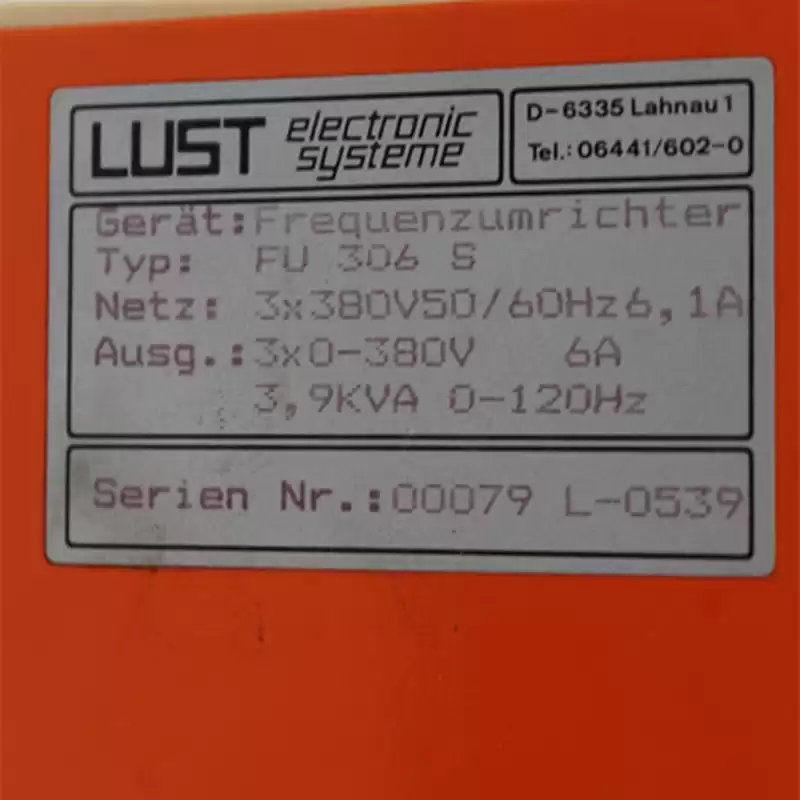 LUST electronic systeme
D-6335 Lahnau 1
Tel.: 06441/602-0
Gerät: Frequenzumrichter
Typ: FU 306 S
Netz: 3x380V50/60Hz6,1A
Ausg.: 3x0-380V 6A
3,9KVA 0-120Hz
Serien Nr.: 00079 L-0539